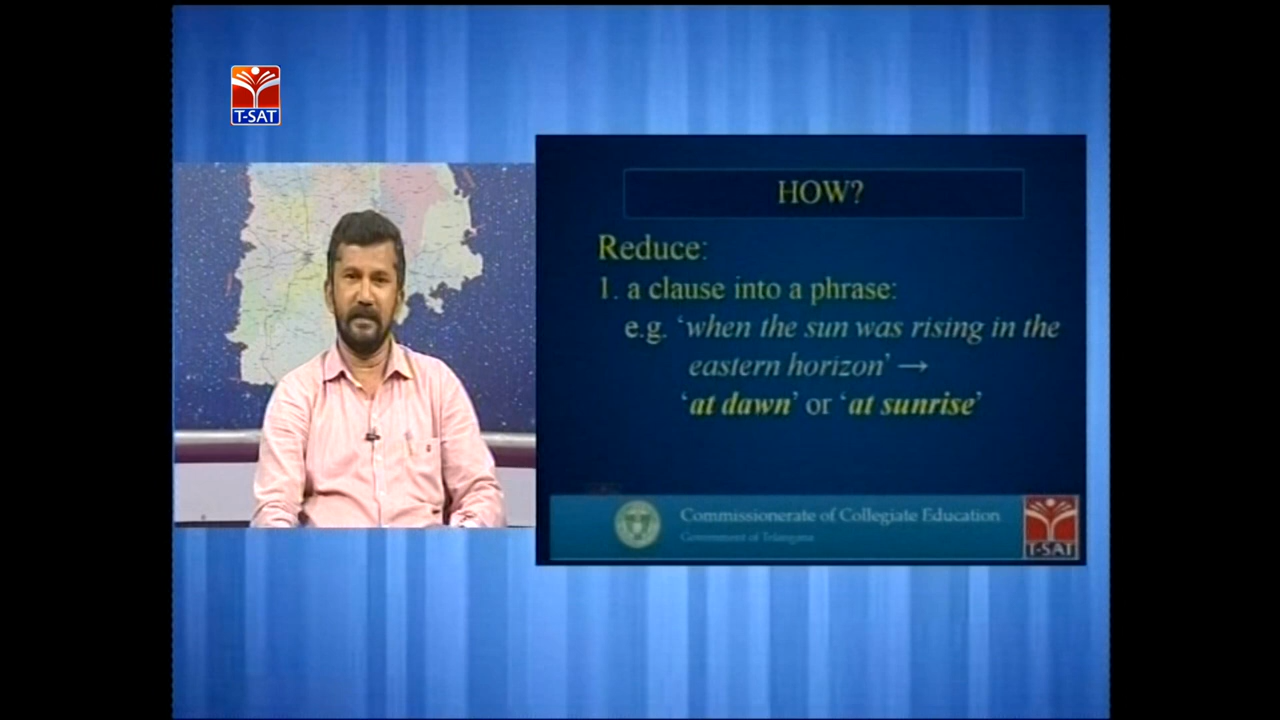 T-SAT
HOW?
Reduce:
1. a clause into a phrase:
e.g. ‘when the sun was rising in the
eastern horizon’ →
‘at dawn’ or ‘at sunrise’
Commissionerate of Collegiate Education
Government of Telangana
T-SAT